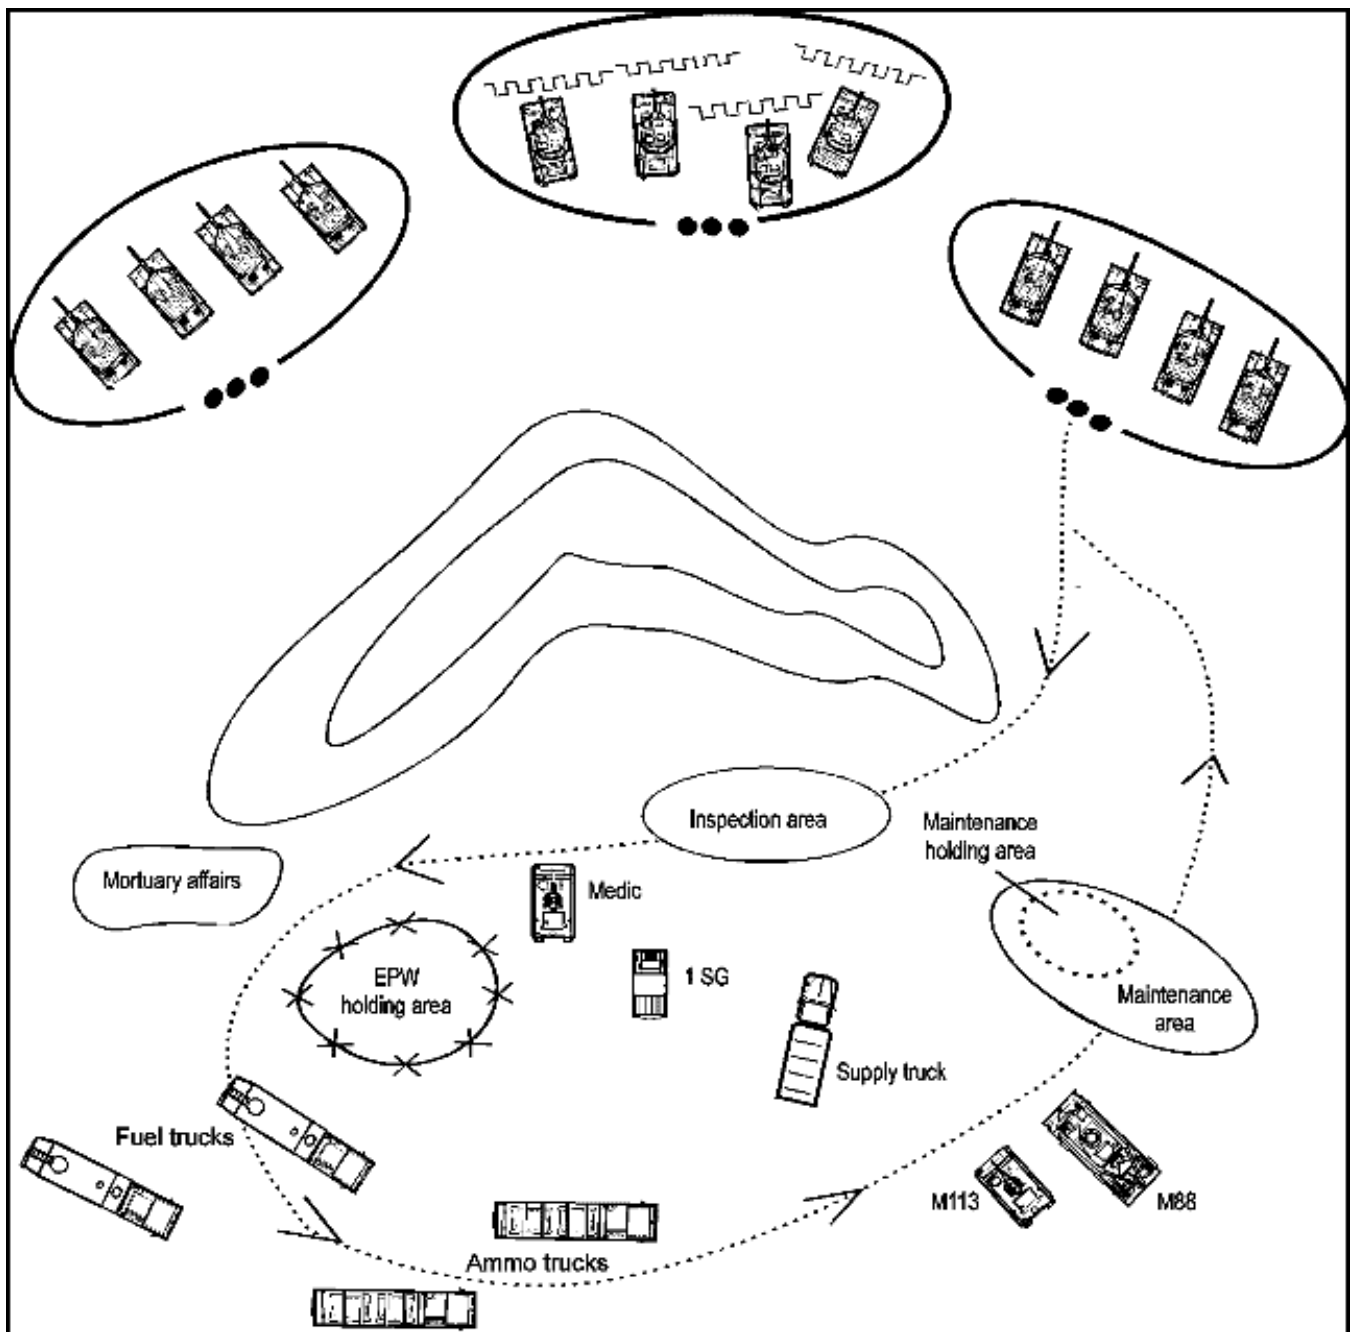 Inspection area
Maintenance
holding area
Mortuary affairs
Medic
EPW
holding area
1 SG
Maintenance
area
Supply truck
Fuel trucks
M113
M88
Ammo trucks